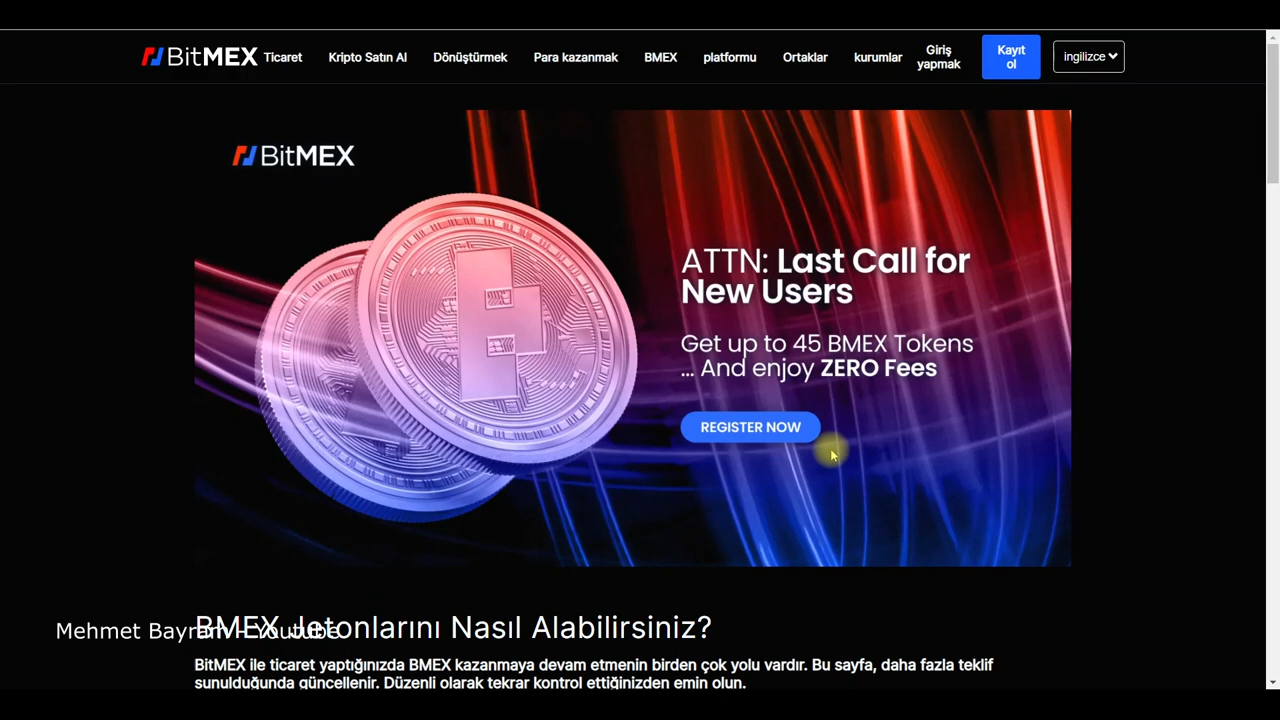 BitMEX Ticaret Kripto Satın Al Dönüştürmek Para kazanmak BMEX platformu Ortaklar kurumlar Giriş yapmak Kayıt ol ingilizce
BitMEX
ATTN: Last Call for
New Users
Get up to 45 BMEX Tokens
... And enjoy ZERO Fees
REGISTER NOW
BMEX Jetonlarını Nasıl Alabilirsiniz?
Mehmet Bayram - Youtube
BitMEX ile ticaret yaptığınızda BMEX kazanmaya devam etmenin birden çok yolu vardır. Bu sayfa, daha fazla teklif
sunulduğunda güncellenir. Düzenli olarak tekrar kontrol ettiğinizden emin olun.